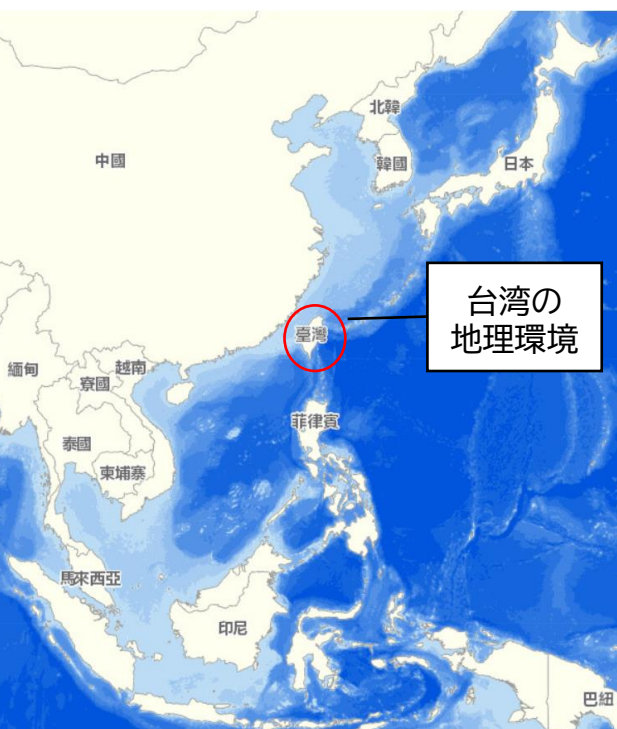 北韓
中國
韓國
日本
台湾の
地理環境
臺灣
緬甸
越南
寮國
菲律賓
泰國
柬埔寨
馬來西亞
印尼
巴紐